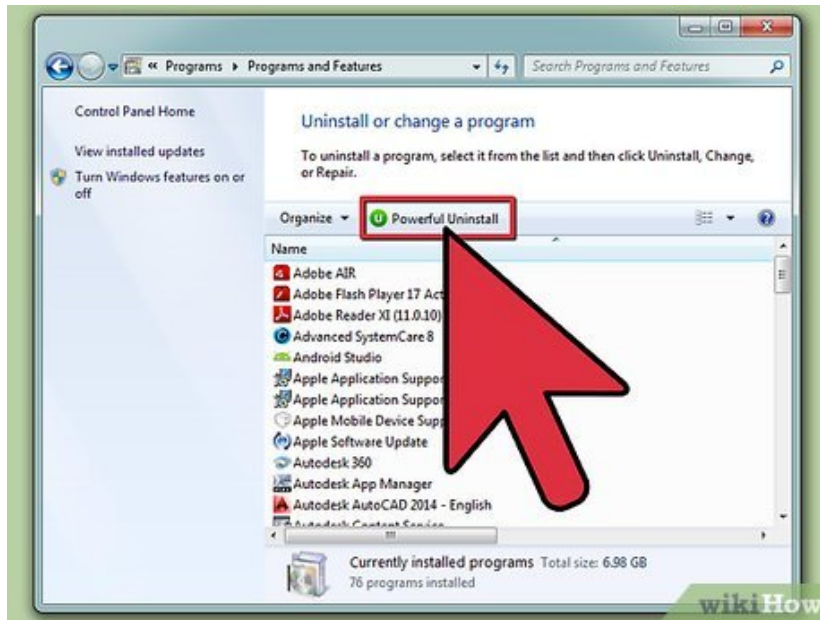 « Programs ▸ Programs and Features
Search Programs and Features
Control Panel Home
View installed updates
Turn Windows features on or
off
Uninstall or change a program
To uninstall a program, select it from the list and then click Uninstall, Change,
or Repair.
Organize
Powerful Uninstall
Name
Adobe AIR
Adobe Flash Player 17 Act
Adobe Reader XI (11.0.10)
Advanced SystemCare 8
Android Studio
Apple Application Suppor
Apple Application Suppor
Apple Mobile Device Supp
Apple Software Update
Autodesk 360
Autodesk App Manager
Autodesk AutoCAD 2014 - English
Autodesk Content Service
Currently installed programs Total size: 6.98 GB
76 programs installed
wikiHow